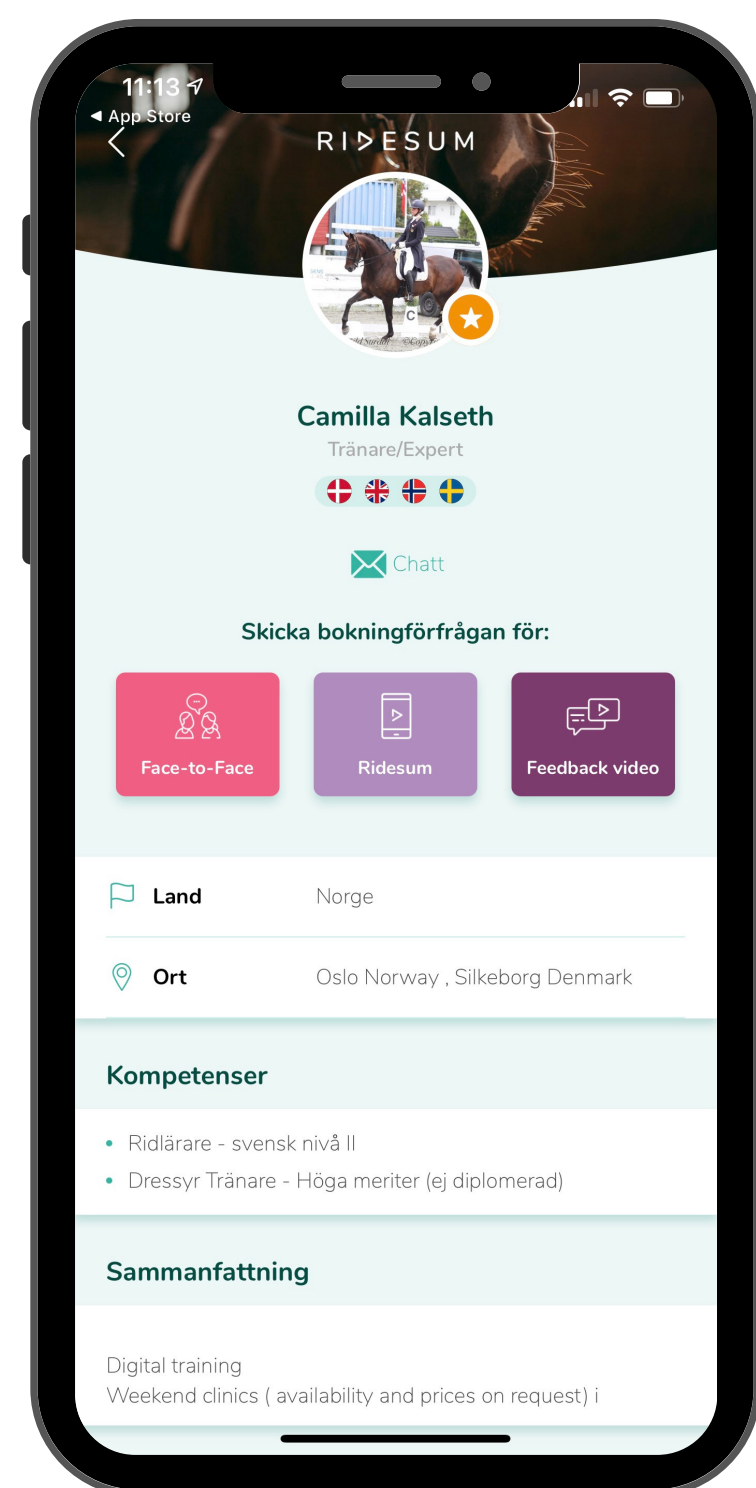 11:13
◀ App Store
RIDESUM
C
Camilla Kalseth
Tränare/Expert
Chatt
Skicka bokningförfrågan för:
Face-to-Face
Ridesum
Feedback video
Land
Norge
Ort
Oslo Norway , Silkeborg Denmark
Kompetenser
• Ridlärare - svensk nivå II
• Dressyr Tränare - Höga meriter (ej diplomerad)
Sammanfattning
Digital training
Weekend clinics ( availability and prices on request) i